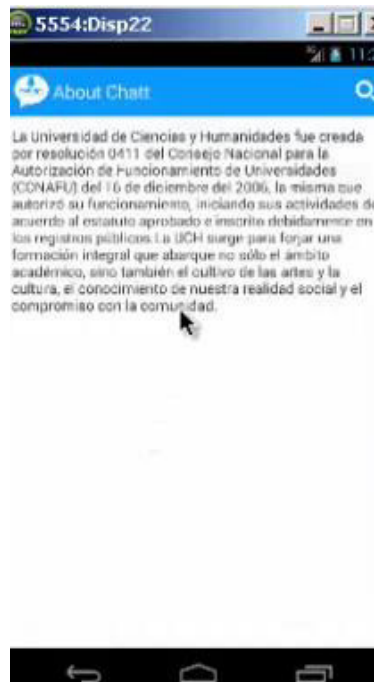 5554:Disp22
About Chatt
La Universidad de Ciencias y Humanidades fue creada
por resolución 0411 del Consejo Nacional para la
Autorización de Funcionamiento de Universidades
(CONAFU) del 16 de diciembre del 2006, la misma que
autorizó su funcionamiento, iniciando sus actividades de
acuerdo al estatuto aprobado e inscrito debidamente en
los registros públicos La UCH surge para forjar una
formación integral que abarque no sólo el ámbito
académico, sino también el cultivo de las artes y la
cultura, el conocimiento de nuestra realidad social y el
compromiso con la comunidad.